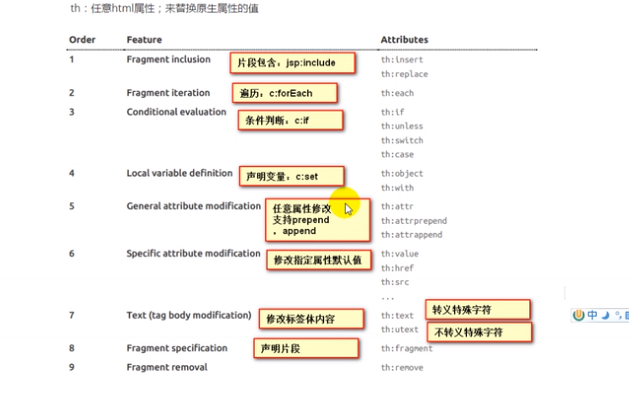 th：任意html属性；来替换原生属性的值
Order Feature Attributes
1 Fragment inclusion 片段包含：jsp:include th:insert
th:replace
2 Fragment iteration 遍历：c:forEach th:each
3 Conditional evaluation 条件判断：c:if th:if
th:unless
th:switch
th:case
4 Local variable definition 声明变量：c:set th:object
th:with
5 General attribute modification 任意属性修改 th:attr
支持prepend th:attrprepend
，append th:attrappend
6 Specific attribute modification 修改指定属性默认值 th:value
th:href
th:src
...
7 Text (tag body modification) 修改标签体内容 th:text 转义特殊字符
th:utext 不转义特殊字符
8 Fragment specification 声明片段 th:fragment
9 Fragment removal th:remove
中